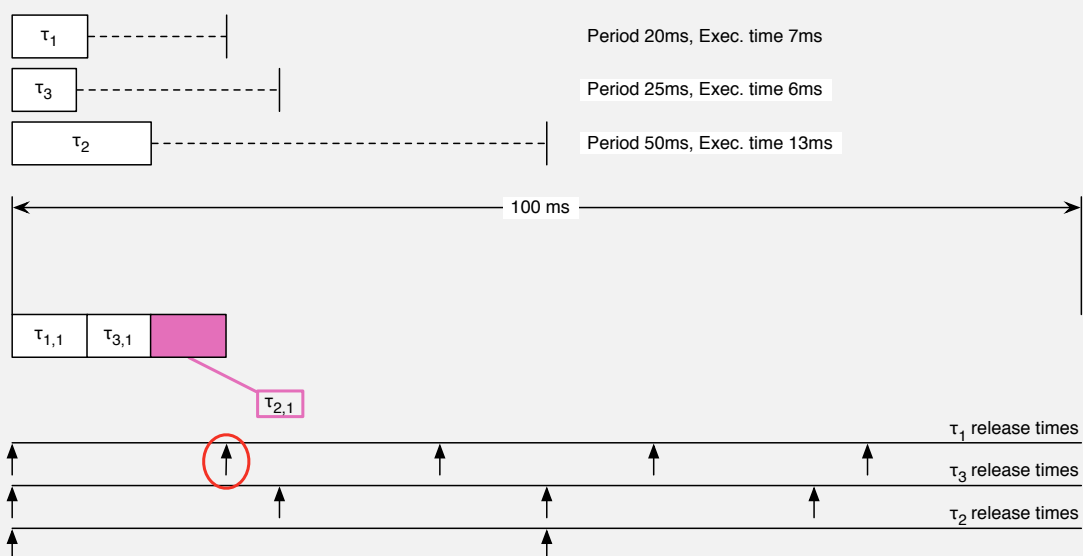 τ1
Period 20ms, Exec. time 7ms
τ3
Period 25ms, Exec. time 6ms
τ2
Period 50ms, Exec. time 13ms
100 ms
τ1,1
τ3,1
τ2,1
τ1 release times
τ3 release times
τ2 release times